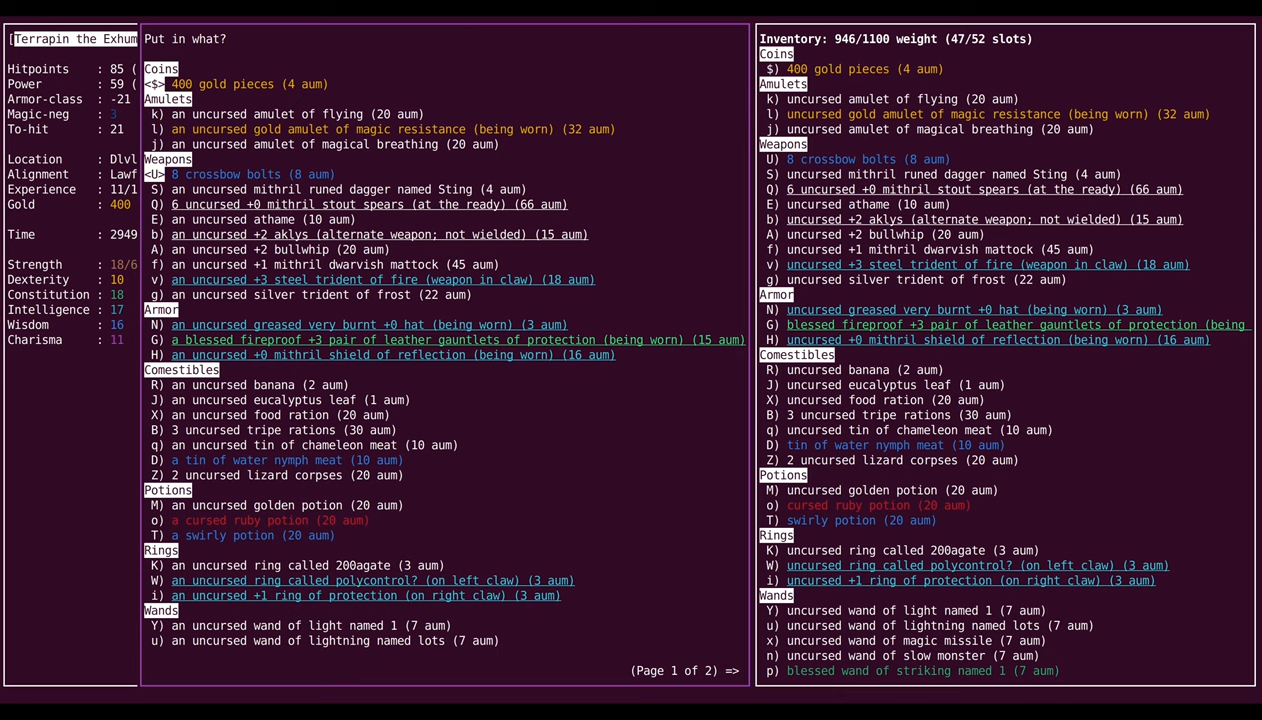 [Terrapin the Exhum
Hitpoints : 85 (
Power : 59 (
Armor-class : -21
Magic-neg : 3
To-hit : 21
Location : Dlvl
Alignment : Lawf
Experience : 11/1
Gold : 400
Time : 2949
Strength : 18/6
Dexterity : 10
Constitution : 18
Intelligence : 17
Wisdom : 16
Charisma : 11
Put in what?
Coins
<$> 400 gold pieces (4 aum)
Amulets
k) an uncursed amulet of flying (20 aum)
l) an uncursed gold amulet of magic resistance (being worn) (32 aum)
j) an uncursed amulet of magical breathing (20 aum)
Weapons
<U> 8 crossbow bolts (8 aum)
S) an uncursed mithril runed dagger named Sting (4 aum)
Q) 6 uncursed +0 mithril stout spears (at the ready) (66 aum)
E) an uncursed athame (10 aum)
b) an uncursed +2 aklys (alternate weapon; not wielded) (15 aum)
A) an uncursed +2 bullwhip (20 aum)
f) an uncursed +1 mithril dwarvish mattock (45 aum)
v) an uncursed +3 steel trident of fire (weapon in claw) (18 aum)
g) an uncursed silver trident of frost (22 aum)
Armor
N) an uncursed greased very burnt +0 hat (being worn) (3 aum)
G) a blessed fireproof +3 pair of leather gauntlets of protection (being worn) (15 aum)
H) an uncursed +0 mithril shield of reflection (being worn) (16 aum)
Comestibles
R) an uncursed banana (2 aum)
J) an uncursed eucalyptus leaf (1 aum)
X) an uncursed food ration (20 aum)
B) 3 uncursed tripe rations (30 aum)
q) an uncursed tin of chameleon meat (10 aum)
D) a tin of water nymph meat (10 aum)
Z) 2 uncursed lizard corpses (20 aum)
Potions
M) an uncursed golden potion (20 aum)
o) a cursed ruby potion (20 aum)
T) a swirly potion (20 aum)
Rings
K) an uncursed ring called 200agate (3 aum)
W) an uncursed ring called polycontrol? (on left claw) (3 aum)
i) an uncursed +1 ring of protection (on right claw) (3 aum)
Wands
Y) an uncursed wand of light named 1 (7 aum)
u) an uncursed wand of lightning named lots (7 aum)
(Page 1 of 2) =>
Inventory: 946/1100 weight (47/52 slots)
Coins
$) 400 gold pieces (4 aum)
Amulets
k) uncursed amulet of flying (20 aum)
l) uncursed gold amulet of magic resistance (being worn) (32 aum)
j) uncursed amulet of magical breathing (20 aum)
Weapons
U) 8 crossbow bolts (8 aum)
S) uncursed mithril runed dagger named Sting (4 aum)
Q) 6 uncursed +0 mithril stout spears (at the ready) (66 aum)
E) uncursed athame (10 aum)
b) uncursed +2 aklys (alternate weapon; not wielded) (15 aum)
A) uncursed +2 bullwhip (20 aum)
f) uncursed +1 mithril dwarvish mattock (45 aum)
v) uncursed +3 steel trident of fire (weapon in claw) (18 aum)
g) uncursed silver trident of frost (22 aum)
Armor
N) uncursed greased very burnt +0 hat (being worn) (3 aum)
G) blessed fireproof +3 pair of leather gauntlets of protection (being
H) uncursed +0 mithril shield of reflection (being worn) (16 aum)
Comestibles
R) uncursed banana (2 aum)
J) uncursed eucalyptus leaf (1 aum)
X) uncursed food ration (20 aum)
B) 3 uncursed tripe rations (30 aum)
q) uncursed tin of chameleon meat (10 aum)
D) tin of water nymph meat (10 aum)
Z) 2 uncursed lizard corpses (20 aum)
Potions
M) uncursed golden potion (20 aum)
o) cursed ruby potion (20 aum)
T) swirly potion (20 aum)
Rings
K) uncursed ring called 200agate (3 aum)
W) uncursed ring called polycontrol? (on left claw) (3 aum)
i) uncursed +1 ring of protection (on right claw) (3 aum)
Wands
Y) uncursed wand of light named 1 (7 aum)
u) uncursed wand of lightning named lots (7 aum)
x) uncursed wand of magic missile (7 aum)
n) uncursed wand of slow monster (7 aum)
p) blessed wand of striking named 1 (7 aum)